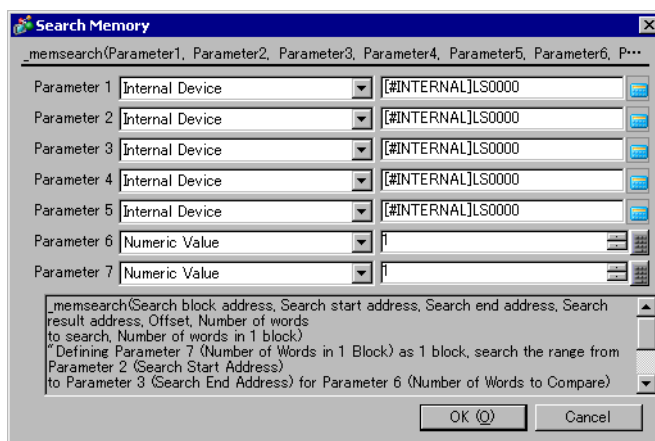 Search Memory
_memsearch(Parameter1, Parameter2, Parameter3, Parameter4, Parameter5, Parameter6, P···
Parameter 1 Internal Device [#INTERNAL]LS0000
Parameter 2 Internal Device [#INTERNAL]LS0000
Parameter 3 Internal Device [#INTERNAL]LS0000
Parameter 4 Internal Device [#INTERNAL]LS0000
Parameter 5 Internal Device [#INTERNAL]LS0000
Parameter 6 Numeric Value 1
Parameter 7 Numeric Value 1
_memsearch(Search block address, Search start address, Search end address, Search
result address, Offset, Number of words
to search, Number of words in 1 block)
"Defining Parameter 7 (Number of Words in 1 Block) as 1 block, search the range from
Parameter 2 (Search Start Address)
to Parameter 3 (Search End Address) for Parameter 6 (Number of Words to Compare)
OK (O) Cancel